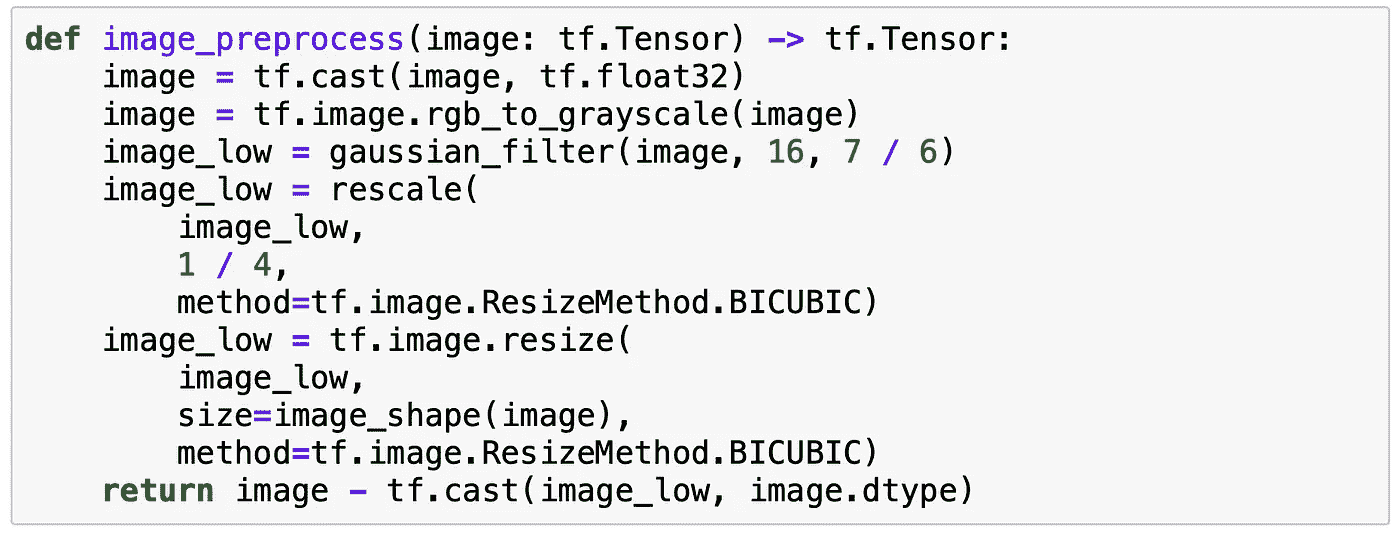 def image_preprocess(image: tf.Tensor) -> tf.Tensor:
    image = tf.cast(image, tf.float32)
    image = tf.image.rgb_to_grayscale(image)
    image_low = gaussian_filter(image, 16, 7 / 6)
    image_low = rescale(
        image_low,
        1 / 4,
        method=tf.image.ResizeMethod.BICUBIC)
    image_low = tf.image.resize(
        image_low,
        size=image_shape(image),
        method=tf.image.ResizeMethod.BICUBIC)
    return image - tf.cast(image_low, image.dtype)